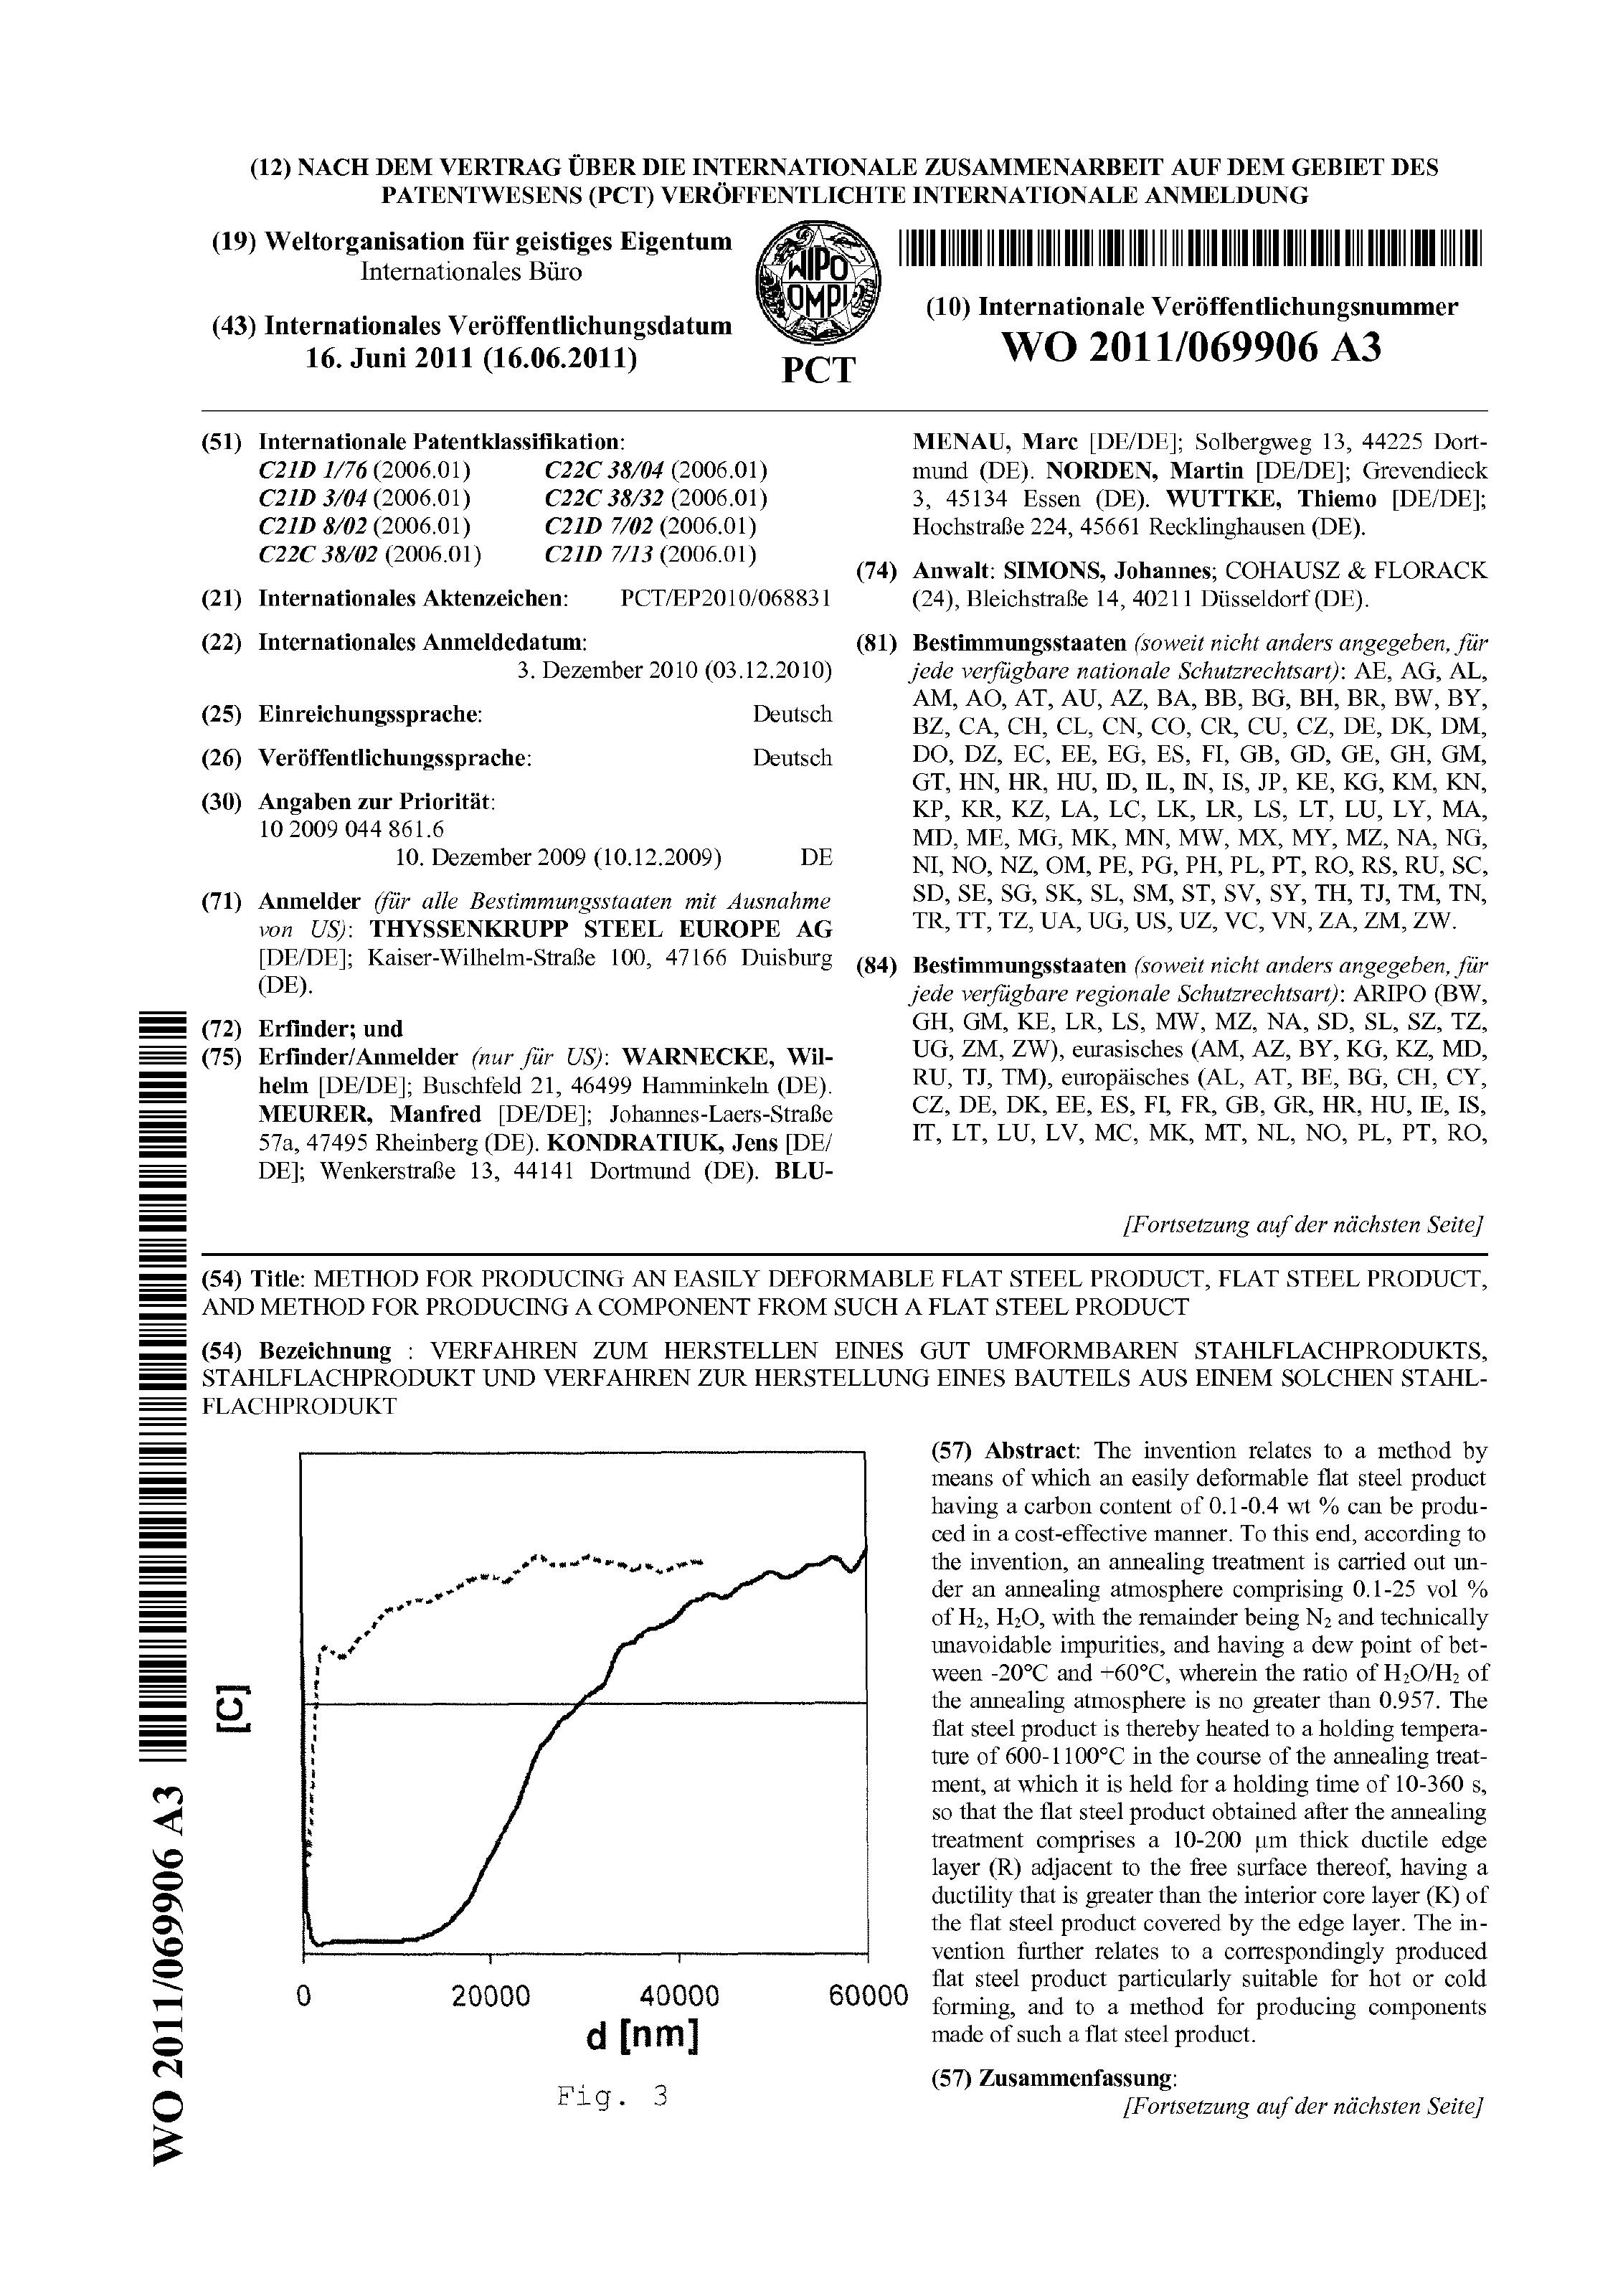 (12) NACH DEM VERTRAG ÜBER DIE INTERNATIONALE ZUSAMMENARBEIT AUF DEM GEBIET DES
PATENTWESENS (PCT) VERÖFFENTLICHTE INTERNATIONALE ANMELDUNG
(19) Weltorganisation für geistiges Eigentum
Internationales Büro
(43) Internationales Veröffentlichungsdatum
16. Juni 2011 (16.06.2011)
WIPO
OMPI
PCT
(10) Internationale Veröffentlichungsnummer
WO 2011/069906 A3
(51) Internationale Patentklassifikation:
C21D 1/76 (2006.01) C22C 38/04 (2006.01)
C21D 3/04 (2006.01) C22C 38/32 (2006.01)
C21D 8/02 (2006.01) C21D 7/02 (2006.01)
C22C 38/02 (2006.01) C21D 7/13 (2006.01)
(21) Internationales Aktenzeichen: PCT/EP2010/068831
(22) Internationales Anmeldedatum:
3. Dezember 2010 (03.12.2010)
(25) Einreichungssprache: Deutsch
(26) Veröffentlichungssprache: Deutsch
(30) Angaben zur Priorität:
10 2009 044 861.6
10. Dezember 2009 (10.12.2009) DE
(71) Anmelder (für alle Bestimmungsstaaten mit Ausnahme
von US): THYSSENKRUPP STEEL EUROPE AG
[DE/DE]; Kaiser-Wilhelm-Straße 100, 47166 Duisburg
(DE).
(72) Erfinder; und
(75) Erfinder/Anmelder (nur für US): WARNECKE, Wil-
helm [DE/DE]; Buschfeld 21, 46499 Hamminkeln (DE).
MEURER, Manfred [DE/DE]; Johannes-Laers-Straße
57a, 47495 Rheinberg (DE). KONDRATIUK, Jens [DE/
DE]; Wenkerstraße 13, 44141 Dortmund (DE). BLU-
MENAU, Marc [DE/DE]; Solbergweg 13, 44225 Dort-
mund (DE). NORDEN, Martin [DE/DE]; Grevendieck
3, 45134 Essen (DE). WUTTKE, Thiemo [DE/DE];
Hochstraße 224, 45661 Recklinghausen (DE).
(74) Anwalt: SIMONS, Johannes; COHAUSZ & FLORACK
(24), Bleichstraße 14, 40211 Düsseldorf (DE).
(81) Bestimmungsstaaten (soweit nicht anders angegeben, für
jede verfügbare nationale Schutzrechtsart): AE, AG, AL,
AM, AO, AT, AU, AZ, BA, BB, BG, BH, BR, BW, BY,
BZ, CA, CH, CL, CN, CO, CR, CU, CZ, DE, DK, DM,
DO, DZ, EC, EE, EG, ES, FI, GB, GD, GE, GH, GM,
GT, HN, HR, HU, ID, IL, IN, IS, JP, KE, KG, KM, KN,
KP, KR, KZ, LA, LC, LK, LR, LS, LT, LU, LY, MA,
MD, ME, MG, MK, MN, MW, MX, MY, MZ, NA, NG,
NI, NO, NZ, OM, PE, PG, PH, PL, PT, RO, RS, RU, SC,
SD, SE, SG, SK, SL, SM, ST, SV, SY, TH, TJ, TM, TN,
TR, TT, TZ, UA, UG, US, UZ, VC, VN, ZA, ZM, ZW.
(84) Bestimmungsstaaten (soweit nicht anders angegeben, für
jede verfügbare regionale Schutzrechtsart): ARIPO (BW,
GH, GM, KE, LR, LS, MW, MZ, NA, SD, SL, SZ, TZ,
UG, ZM, ZW), eurasisches (AM, AZ, BY, KG, KZ, MD,
RU, TJ, TM), europäisches (AL, AT, BE, BG, CH, CY,
CZ, DE, DK, EE, ES, FI, FR, GB, GR, HR, HU, IE, IS,
IT, LT, LU, LV, MC, MK, MT, NL, NO, PL, PT, RO,
[Fortsetzung auf der nächsten Seite]
(54) Title: METHOD FOR PRODUCING AN EASILY DEFORMABLE FLAT STEEL PRODUCT, FLAT STEEL PRODUCT,
AND METHOD FOR PRODUCING A COMPONENT FROM SUCH A FLAT STEEL PRODUCT
(54) Bezeichnung : VERFAHREN ZUM HERSTELLEN EINES GUT UMFORMBAREN STAHLFLACHPRODUKTS,
STAHLFLACHPRODUKT UND VERFAHREN ZUR HERSTELLUNG EINES BAUTEILS AUS EINEM SOLCHEN STAHL-
FLACHPRODUKT
[C]
0 20000 40000 60000
d [nm]
Fig. 3
(57) Abstract: The invention relates to a method by
means of which an easily deformable flat steel product
having a carbon content of 0.1-0.4 wt % can be produ-
ced in a cost-effective manner. To this end, according to
the invention, an annealing treatment is carried out un-
der an annealing atmosphere comprising 0.1-25 vol %
of H2, H2O, with the remainder being N2 and technically
unavoidable impurities, and having a dew point of bet-
ween -20°C and +60°C, wherein the ratio of H2O/H2 of
the annealing atmosphere is no greater than 0.957. The
flat steel product is thereby heated to a holding tempera-
ture of 600-1100°C in the course of the annealing treat-
ment, at which it is held for a holding time of 10-360 s,
so that the flat steel product obtained after the annealing
treatment comprises a 10-200 µm thick ductile edge
layer (R) adjacent to the free surface thereof, having a
ductility that is greater than the interior core layer (K) of
the flat steel product covered by the edge layer. The in-
vention further relates to a correspondingly produced
flat steel product particularly suitable for hot or cold
forming, and to a method for producing components
made of such a flat steel product.
(57) Zusammenfassung:
[Fortsetzung auf der nächsten Seite]
WO 2011/069906 A3